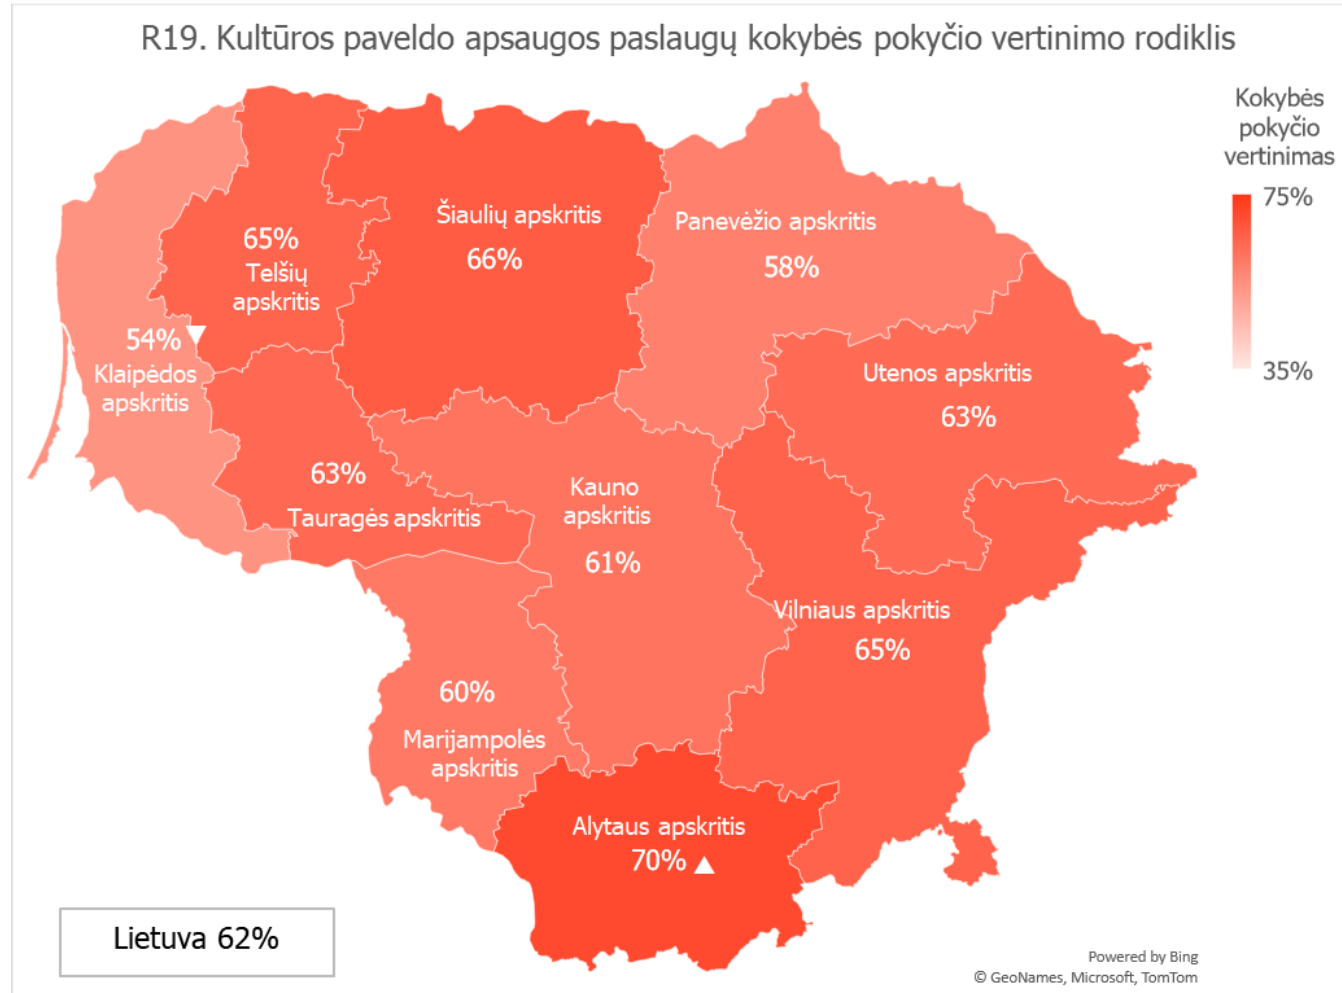 R19. Kultūros paveldo apsaugos paslaugų kokybės pokyčio vertinimo rodiklis
Kokybės
pokyčio
vertinimas
75%
35%
65%
Telšių
apskritis
Šiaulių apskritis
66%
Panevėžio apskritis
58%
54%
Klaipėdos
apskritis
Utenos apskritis
63%
63%
Tauragės apskritis
Kauno
apskritis
61%
Vilniaus apskritis
65%
60%
Marijampolės
apskritis
Alytaus apskritis
70%
Lietuva 62%
Powered by Bing
© GeoNames, Microsoft, TomTom